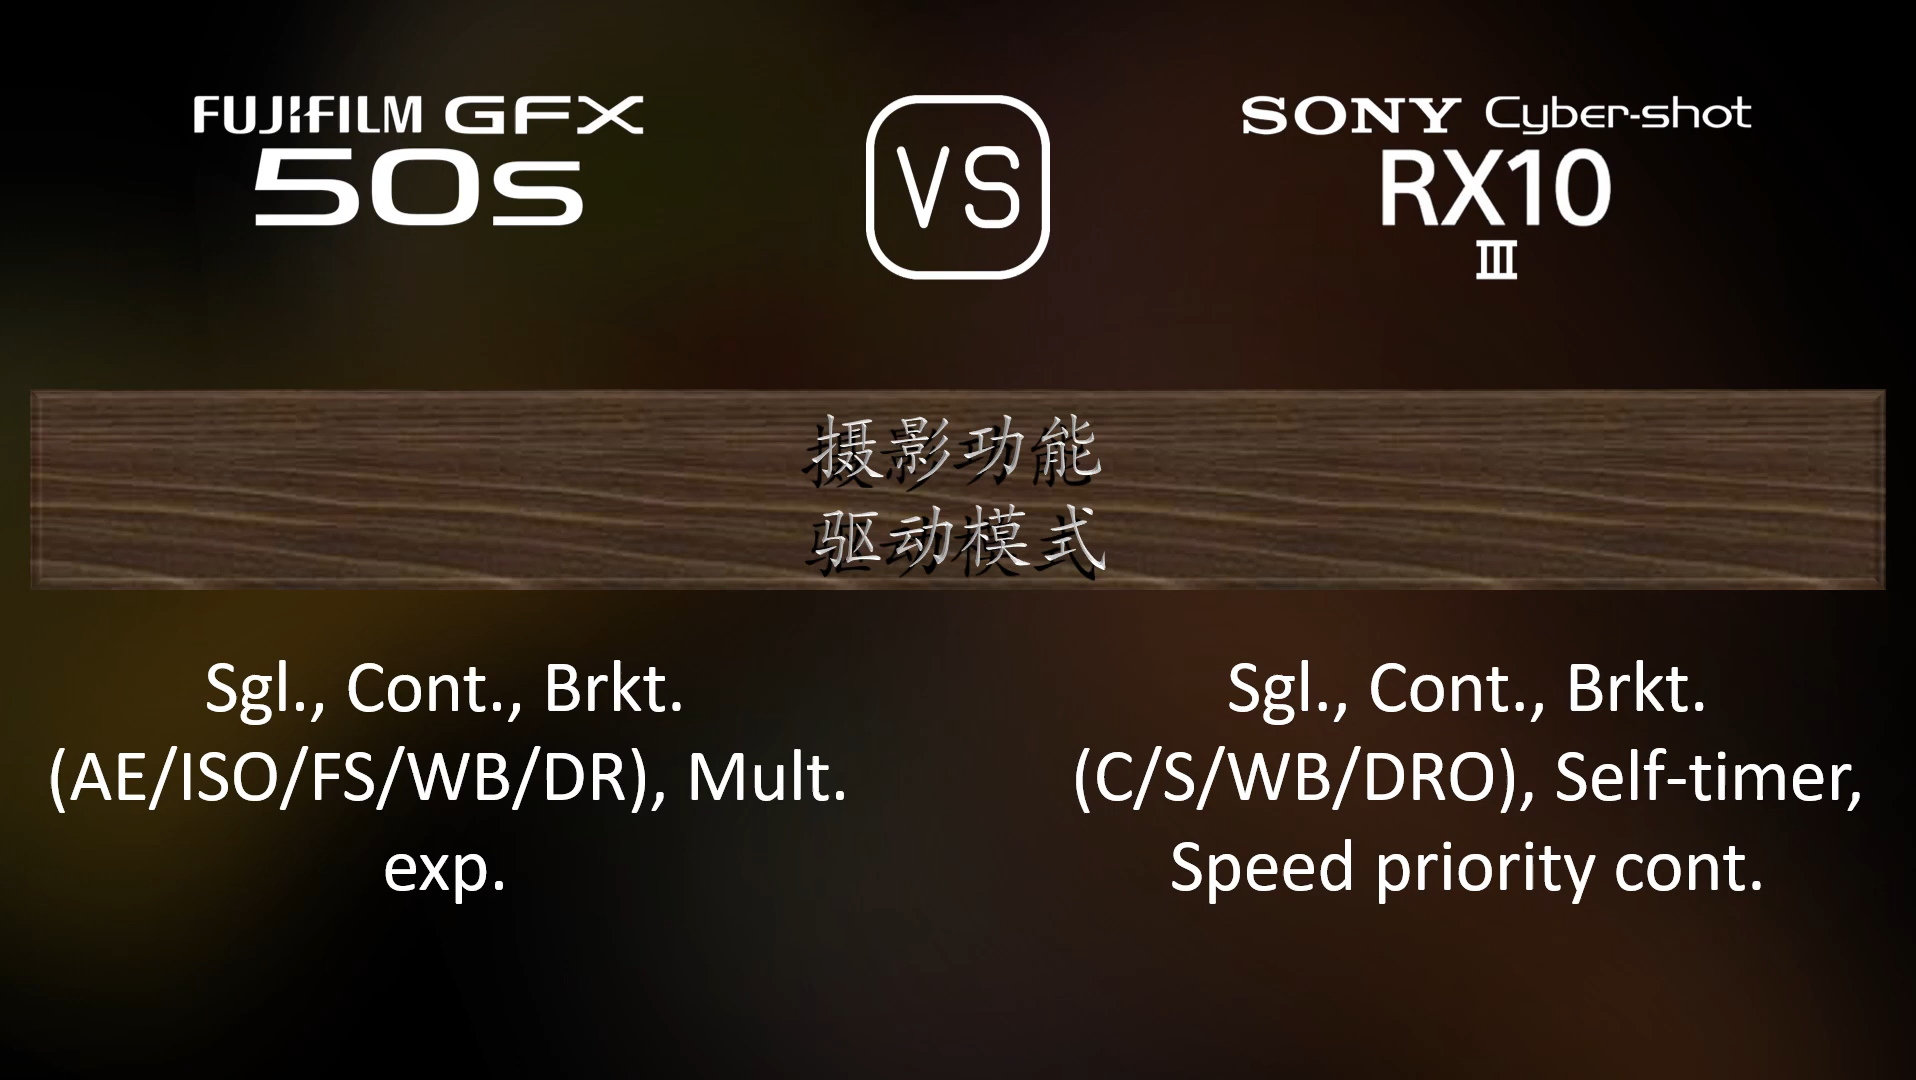 FUJIFILM GFX
50S
VS
SONY Cyber-shot
RX10
III
摄影功能
驱动模式
Sgl., Cont., Brkt.
(AE/ISO/FS/WB/DR), Mult.
exp.
Sgl., Cont., Brkt.
(C/S/WB/DRO), Self-timer,
Speed priority cont.